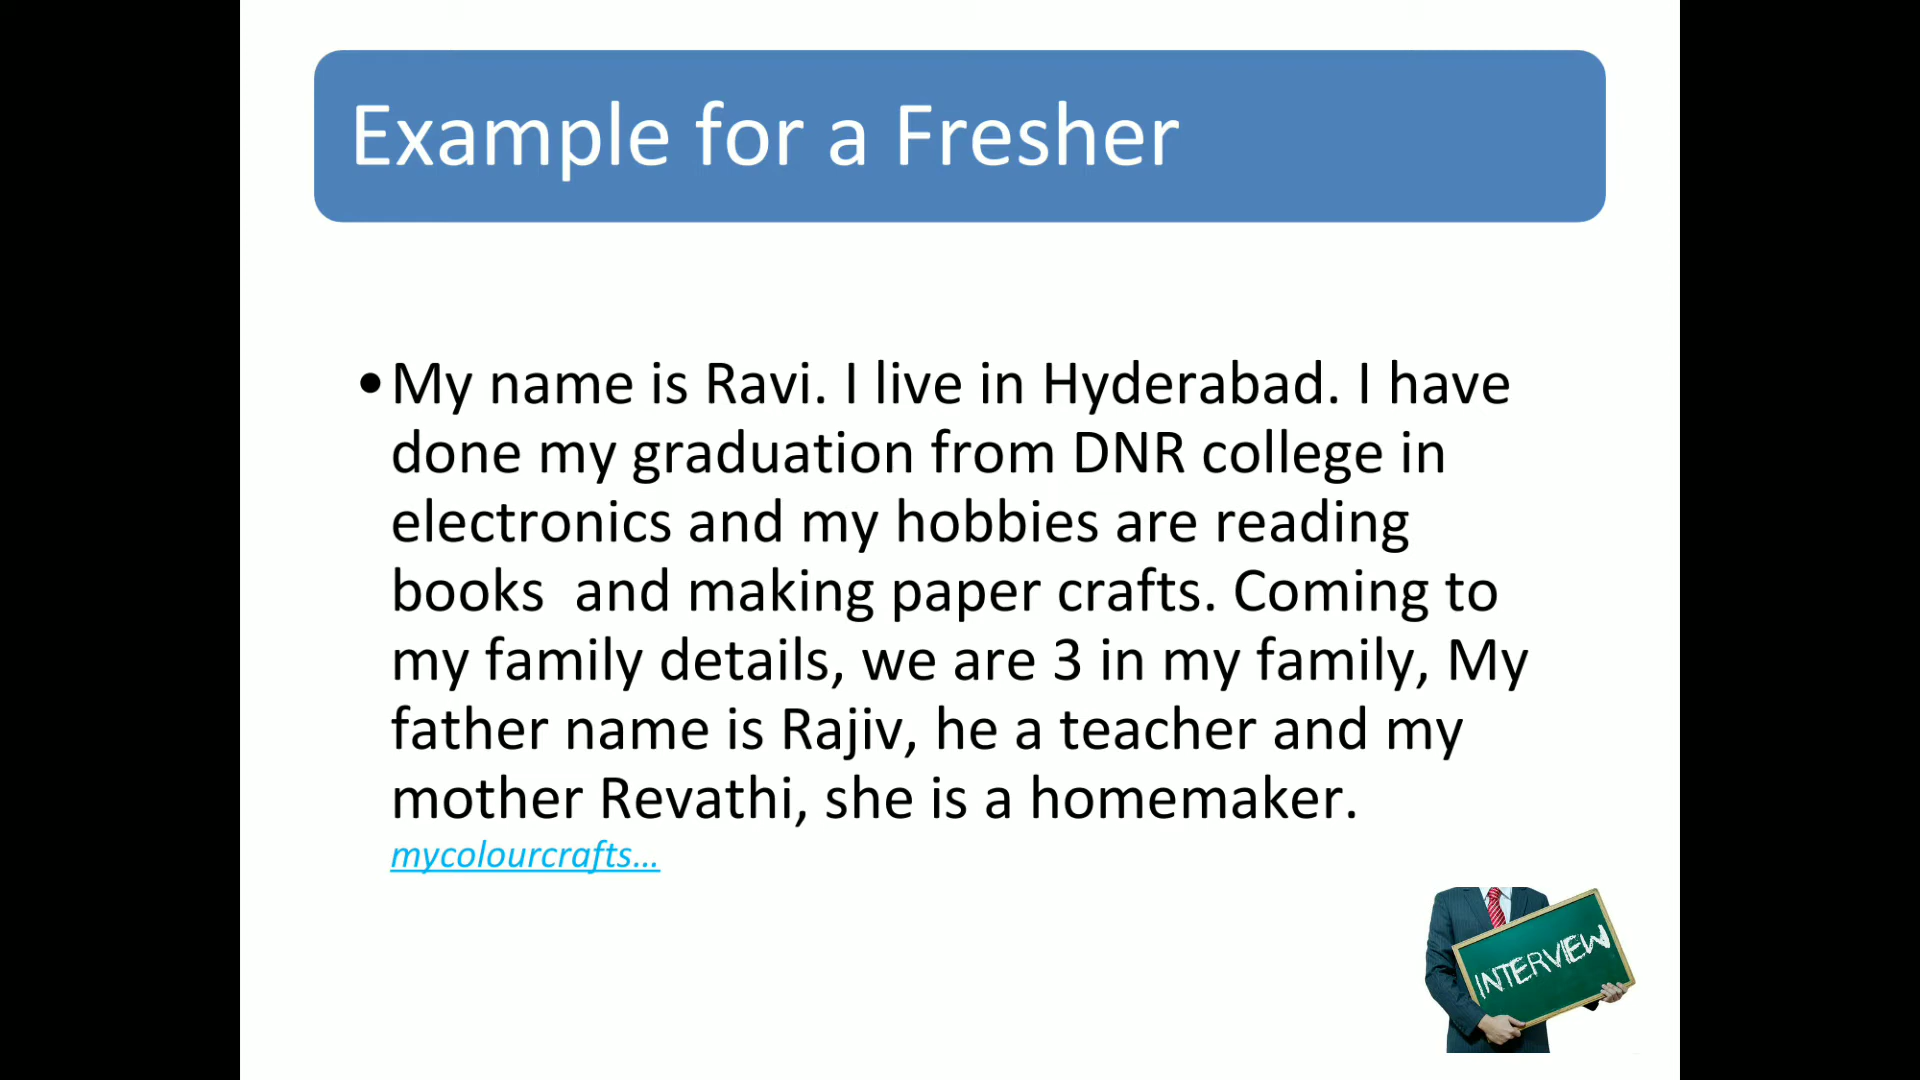 Example for a Fresher
•My name is Ravi. I live in Hyderabad. I have
done my graduation from DNR college in
electronics and my hobbies are reading
books  and making paper crafts. Coming to
my family details, we are 3 in my family, My
father name is Rajiv, he a teacher and my
mother Revathi, she is a homemaker.
mycolourcrafts...
INTERVIEW